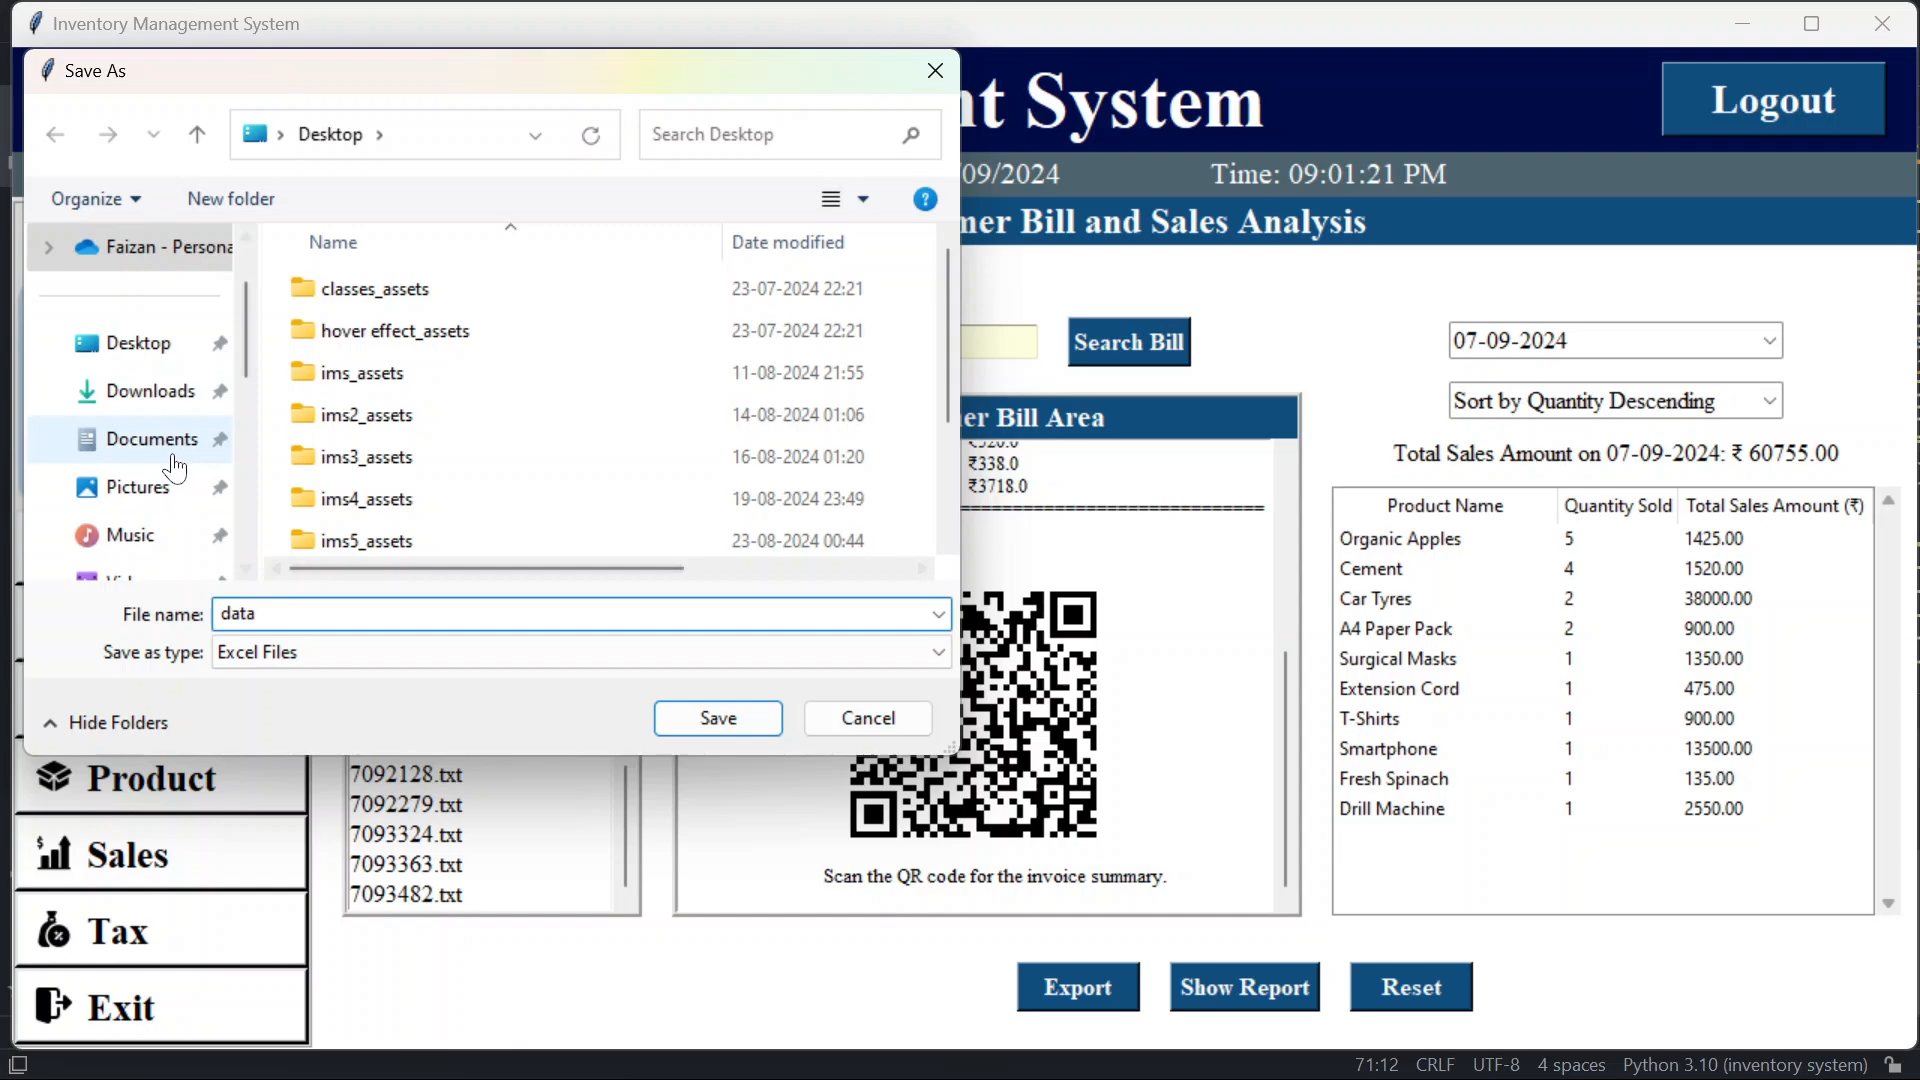 Inventory Management System
Save As
nt System
Logout
Desktop
Search Desktop
/09/2024
Time: 09:01:21 PM
Organize
New folder
?
mer Bill and Sales Analysis
Faizan - Persona
Name
Date modified
classes_assets
23-07-2024 22:21
hover effect_assets
23-07-2024 22:21
ims_assets
11-08-2024 21:55
ims2_assets
14-08-2024 01:06
ims3_assets
16-08-2024 01:20
ims4_assets
19-08-2024 23:49
ims5_assets
23-08-2024 00:44
Desktop
Downloads
Documents
Pictures
Music
File name: data
Save as type: Excel Files
Hide Folders
Save
Cancel
Search Bill
07-09-2024
Sort by Quantity Descending
Total Sales Amount on 07-09-2024: ₹ 60755.00
er Bill Area
₹338.0
₹3718.0
Scan the QR code for the invoice summary.
Product Name Quantity Sold Total Sales Amount (₹)
Organic Apples 5 1425.00
Cement 4 1520.00
Car Tyres 2 38000.00
A4 Paper Pack 2 900.00
Surgical Masks 1 1350.00
Extension Cord 1 475.00
T-Shirts 1 900.00
Smartphone 1 13500.00
Fresh Spinach 1 135.00
Drill Machine 1 2550.00
Product
Sales
Tax
Exit
7092128.txt
7092279.txt
7093324.txt
7093363.txt
7093482.txt
Export
Show Report
Reset
71:12 CRLF UTF-8 4 spaces Python 3.10 (inventory system)